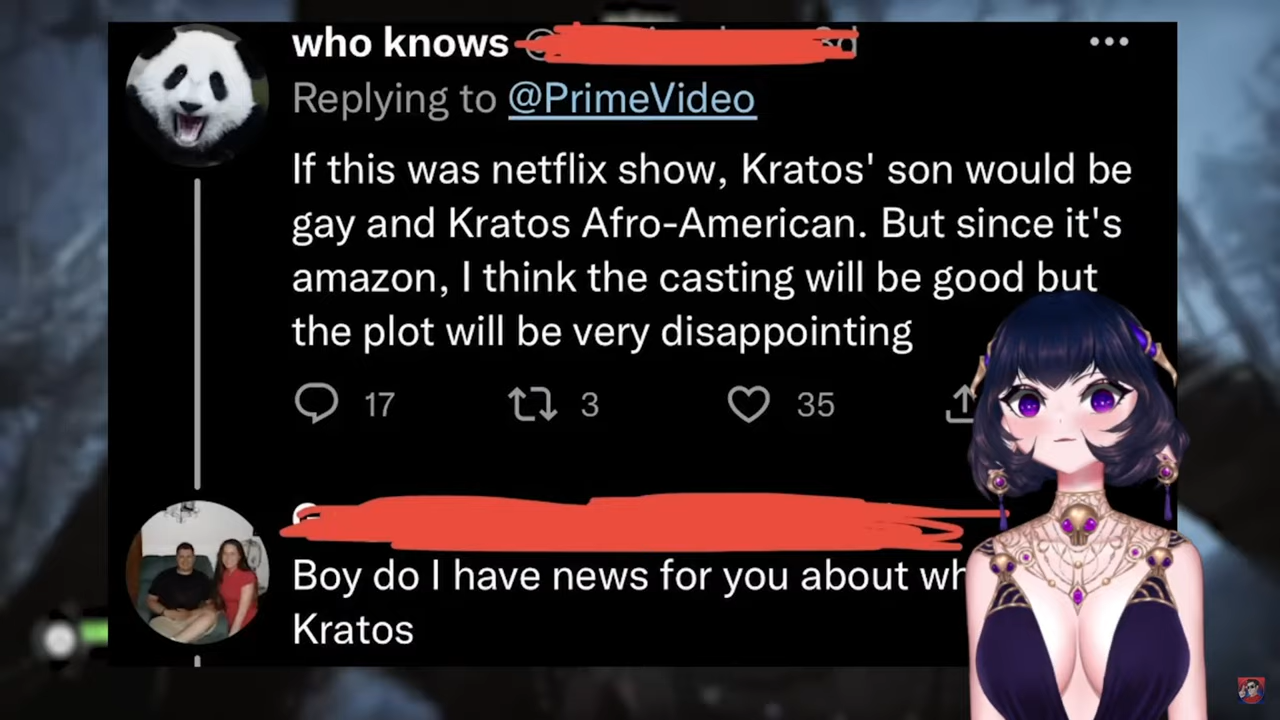 who knows
Replying to @PrimeVideo
If this was netflix show, Kratos' son would be
gay and Kratos Afro-American. But since it's
amazon, I think the casting will be good but
the plot will be very disappointing
17 3 35
Boy do I have news for you about
Kratos